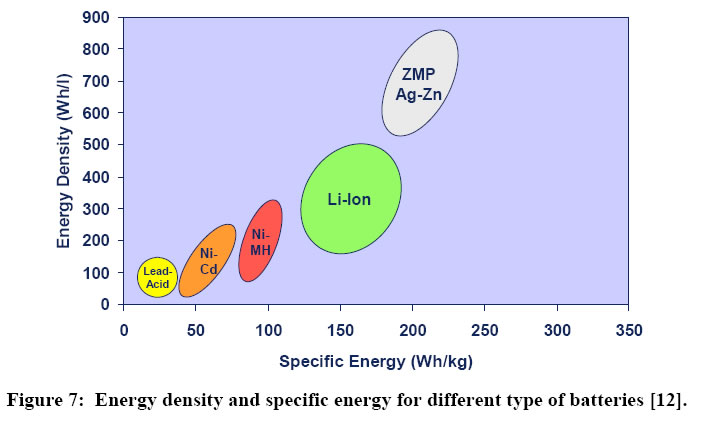 900
800
700
600
500
400
300
200
100
0
Energy Density (Wh/l)
ZMP
Ag-Zn
Li-Ion
Ni-
MH
Ni-
Cd
Lead-
Acid
0 50 100 150 200 250 300 350
Specific Energy (Wh/kg)
Figure 7: Energy density and specific energy for different type of batteries [12].